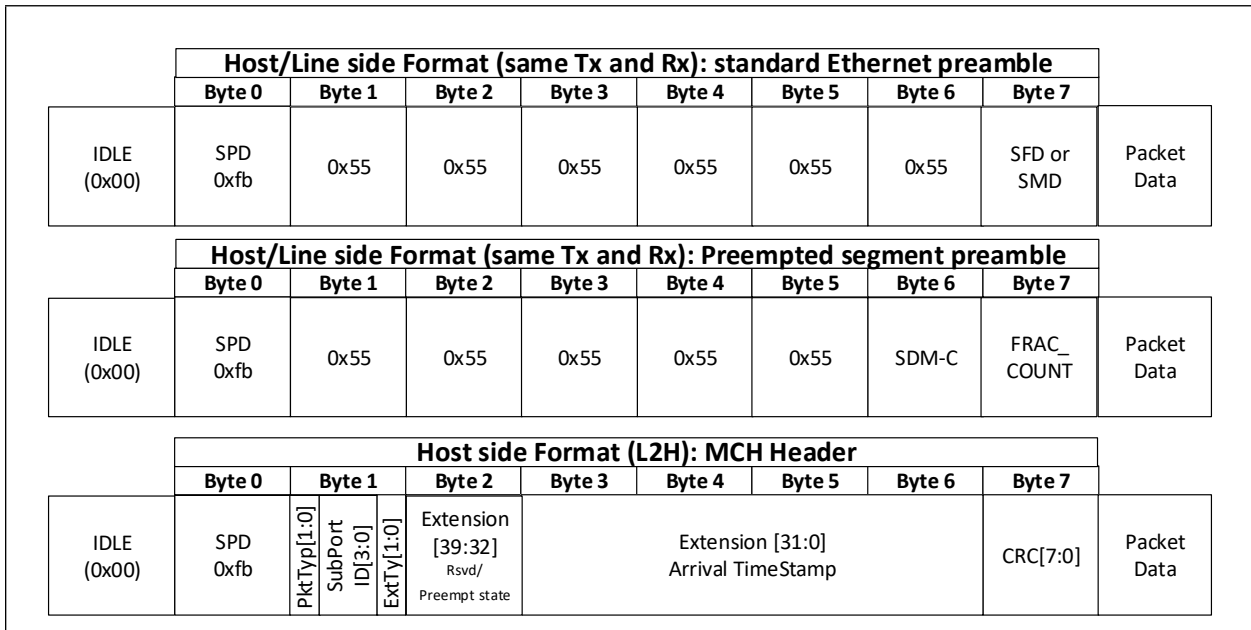 Host/Line side Format (same Tx and Rx): standard Ethernet preamble
Byte 0 Byte 1 Byte 2 Byte 3 Byte 4 Byte 5 Byte 6 Byte 7
IDLE (0x00) SPD 0xfb 0x55 0x55 0x55 0x55 0x55 0x55 SFD or SMD Packet Data
Host/Line side Format (same Tx and Rx): Preempted segment preamble
Byte 0 Byte 1 Byte 2 Byte 3 Byte 4 Byte 5 Byte 6 Byte 7
IDLE (0x00) SPD 0xfb 0x55 0x55 0x55 0x55 0x55 SDM-C FRAC_ COUNT Packet Data
Host side Format (L2H): MCH Header
Byte 0 Byte 1 Byte 2 Byte 3 Byte 4 Byte 5 Byte 6 Byte 7
IDLE (0x00) SPD 0xfb PktTyp[1:0] SubPort ID[3:0] ExtTy[1:0] Extension [39:32] Rsvd/ Preempt state Extension [31:0] Arrival TimeStamp CRC[7:0] Packet Data